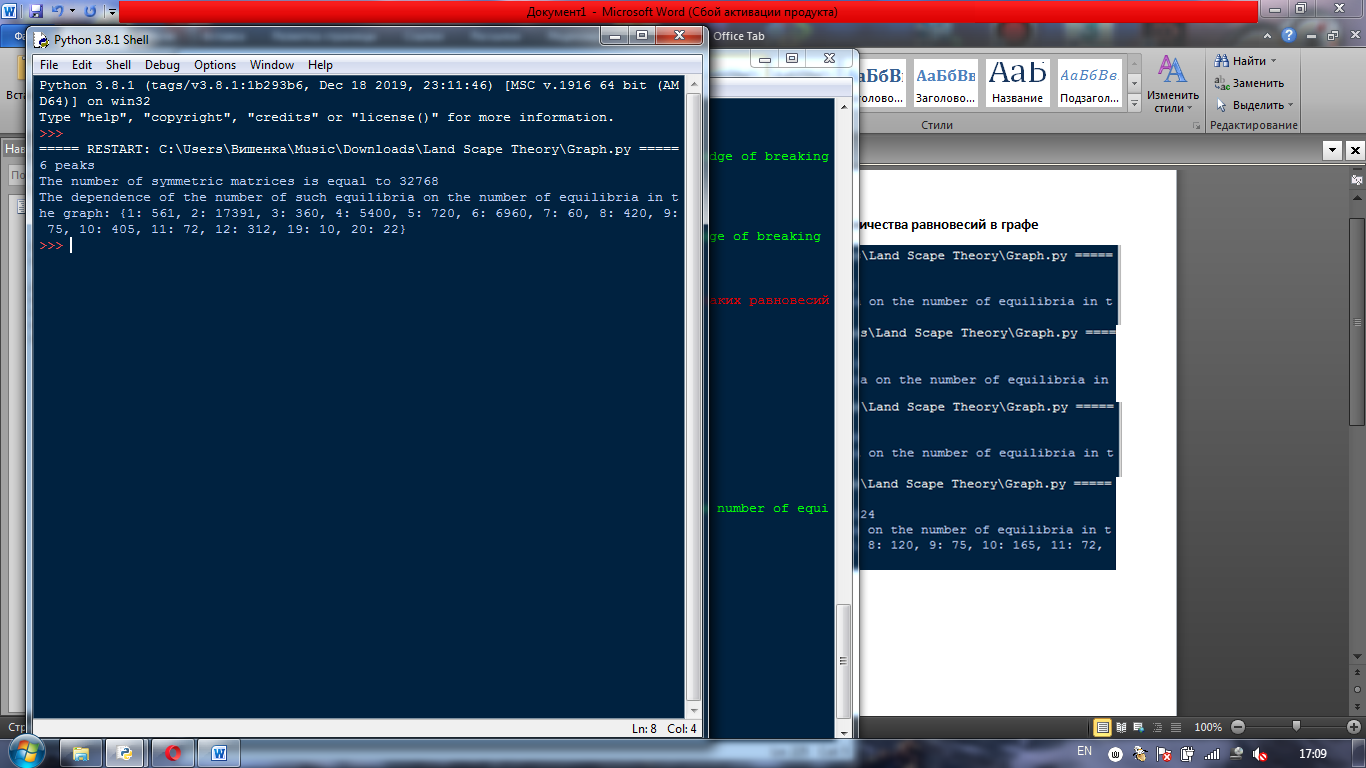 Документ1 - Microsoft Word (Сбой активации продукта)
Python 3.8.1 Shell
File Edit Shell Debug Options Window Help
Python 3.8.1 (tags/v3.8.1:1b293b6, Dec 18 2019, 23:11:46) [MSC v.1916 64 bit (AM
D64)] on win32
Type "help", "copyright", "credits" or "license()" for more information.
>>>
===== RESTART: C:\Users\Вишенка\Music\Downloads\Land Scape Theory\Graph.py =====
6 peaks
The number of symmetric matrices is equal to 32768
The dependence of the number of such equilibria on the number of equilibria in t
he graph: {1: 561, 2: 17391, 3: 360, 4: 5400, 5: 720, 6: 6960, 7: 60, 8: 420, 9:
75, 10: 405, 11: 72, 12: 312, 19: 10, 20: 22}
>>>
Ln: 8 Col: 4
Office Tab
dge of breaking
ge of breaking
аких равновесий
number of equi
АаБбВ АаБбВв АаБ АаБбВв.
олово... Заголово... Название Подзагол...
Изменить
стили
Стили
Найти
Заменить
Выделить
Редактирование
ичества равновесий в графе
\Land Scape Theory\Graph.py =====
on the number of equilibria in t
s\Land Scape Theory\Graph.py ====
a on the number of equilibria in
\Land Scape Theory\Graph.py =====
on the number of equilibria in t
\Land Scape Theory\Graph.py =====
24
on the number of equilibria in t
8: 120, 9: 75, 10: 165, 11: 72,
100%
EN
17:09